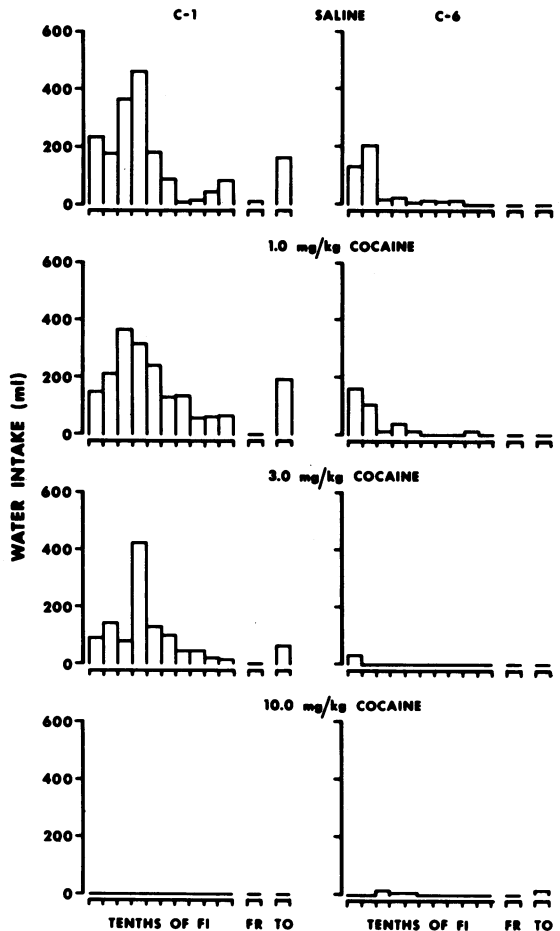 C-1 SALINE C-6
600
400
200
0
1.0 mg/kg COCAINE
600
400
200
0
3.0 mg/kg COCAINE
600
400
200
0
10.0 mg/kg COCAINE
600
400
200
0
WATER INTAKE (ml)
TENTHS OF FI FR TO TENTHS OF FI FR TO